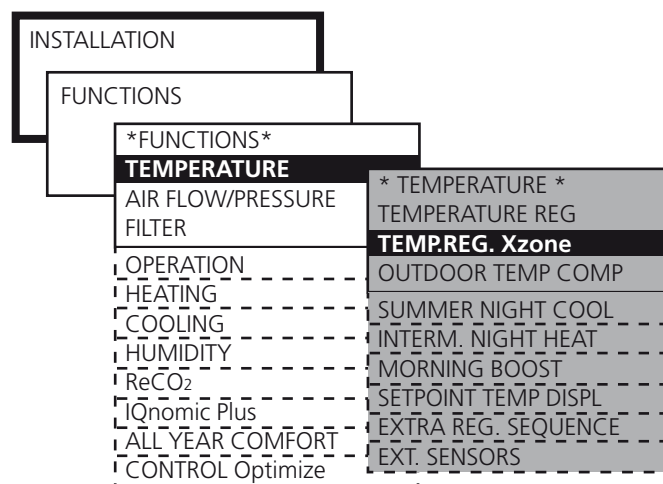 INSTALLATION
FUNCTIONS
*FUNCTIONS*
TEMPERATURE
AIR FLOW/PRESSURE
FILTER
OPERATION
HEATING
COOLING
HUMIDITY
ReCO2
IQnomic Plus
ALL YEAR COMFORT
CONTROL Optimize
* TEMPERATURE *
TEMPERATURE REG
TEMP.REG. Xzone
OUTDOOR TEMP COMP
SUMMER NIGHT COOL
INTERM. NIGHT HEAT
MORNING BOOST
SETPOINT TEMP DISPL
EXTRA REG. SEQUENCE
EXT. SENSORS